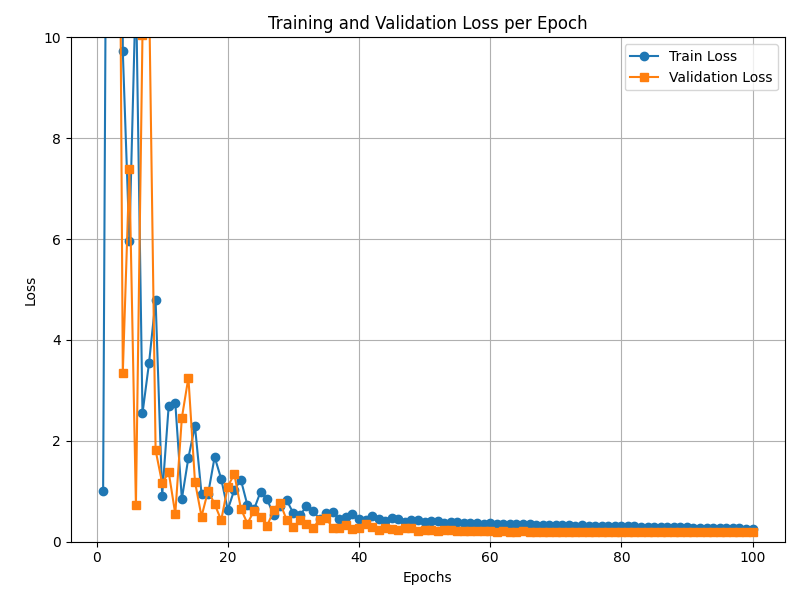 Training and Validation Loss per Epoch
Train Loss
Validation Loss
10
8
6
4
2
0
Loss
0 20 40 60 80 100
Epochs